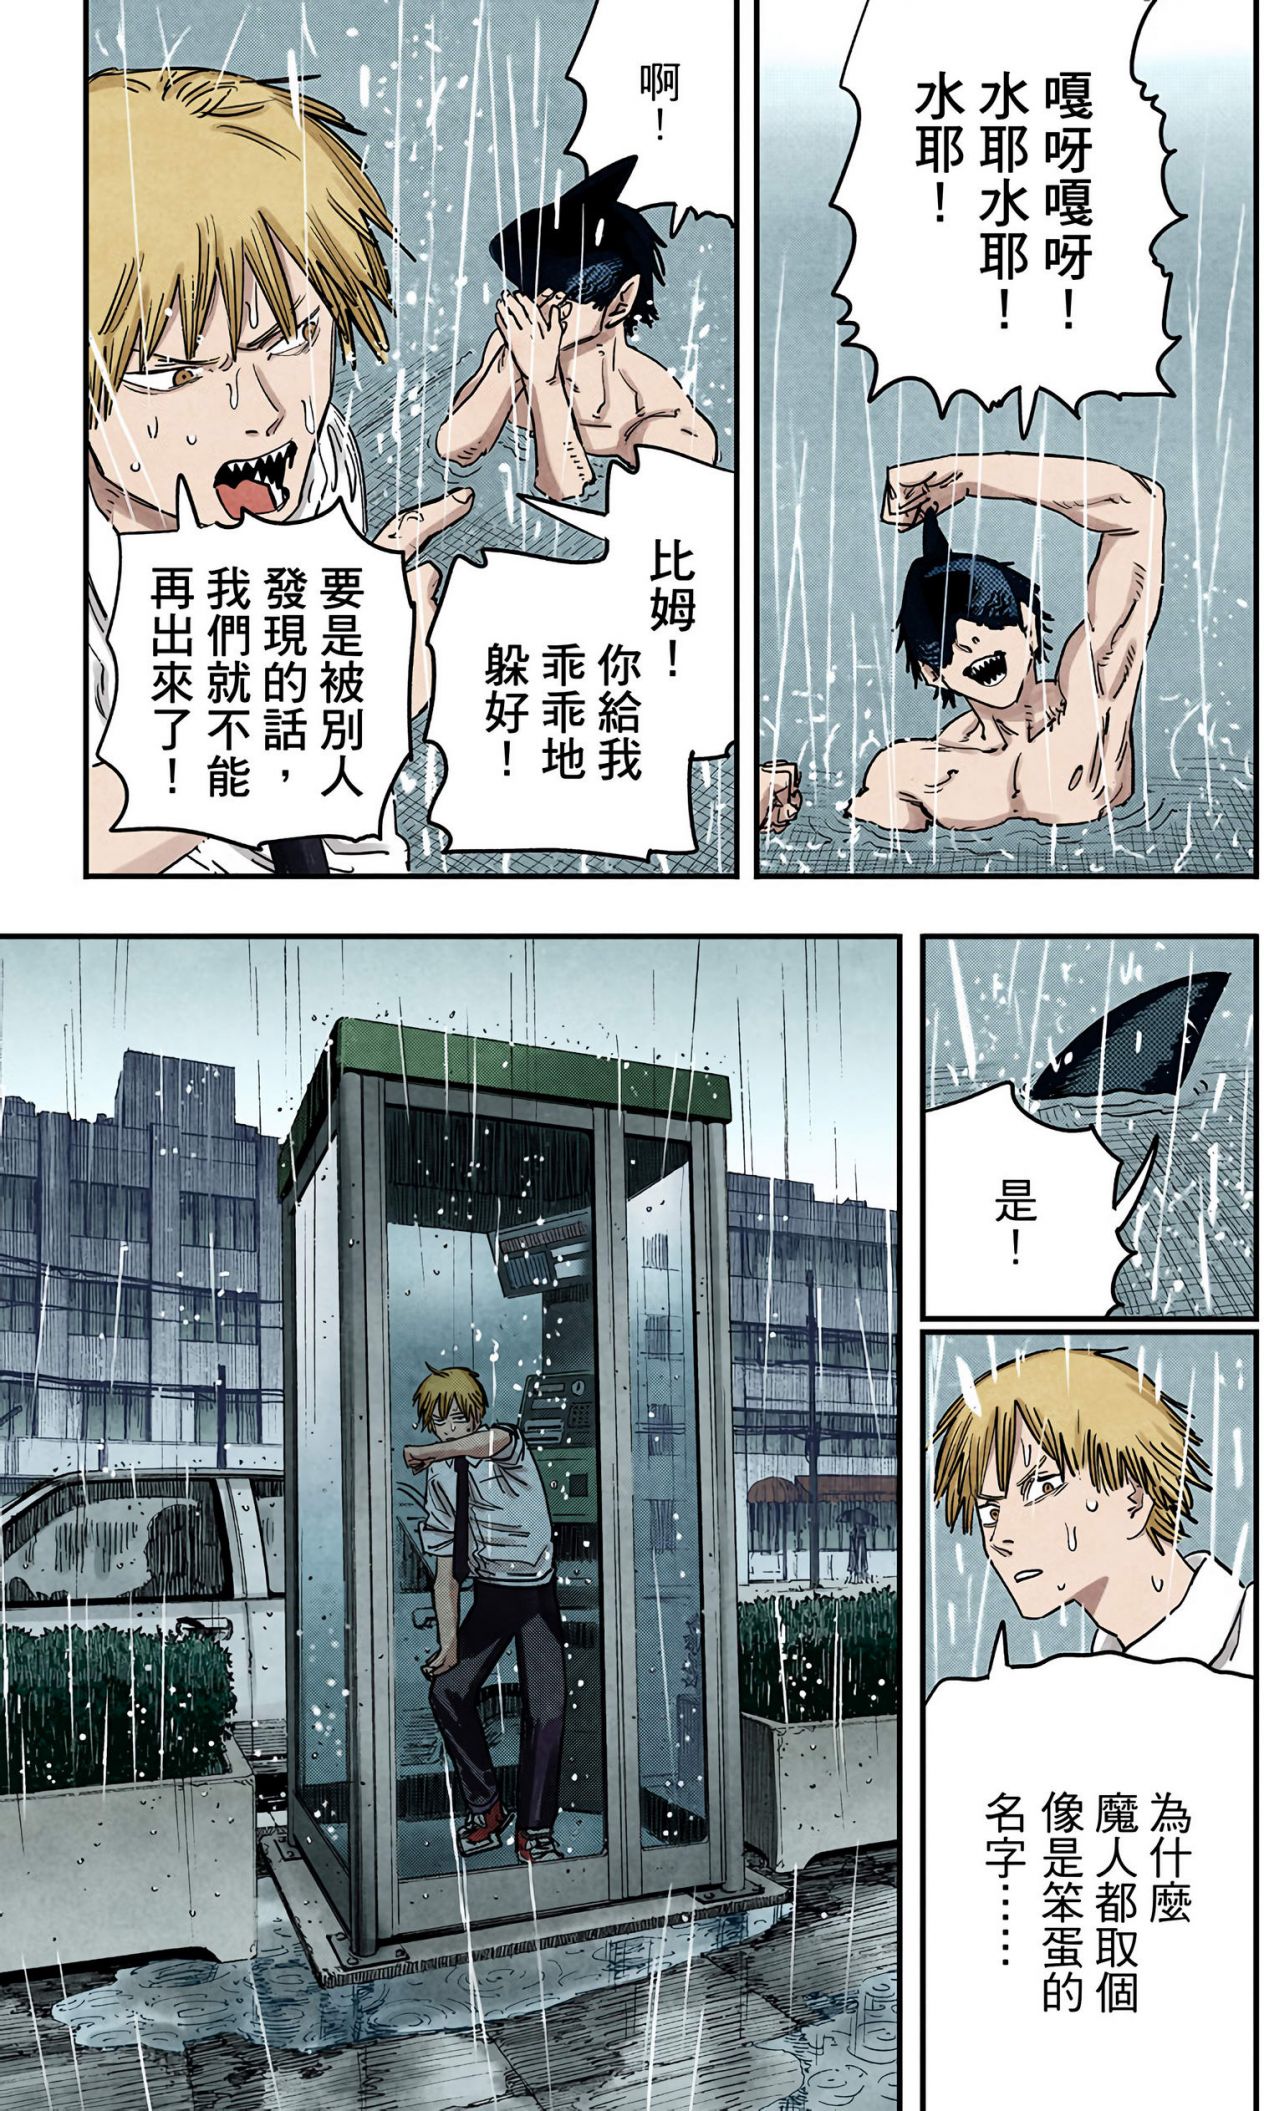 嘎呀嘎呀！
水耶水耶！
水耶！
啊！
比姆！
你給我
乖乖地
躲好！
要是被別人
發現的話，
我們就不能
再出來了！
是！
為什麼
魔人都取個
像是笨蛋的
名字⋯⋯